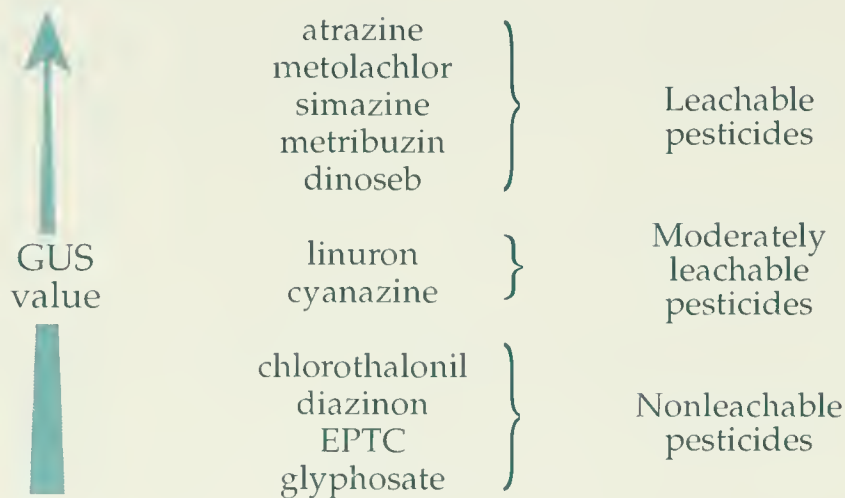 GUS
value
atrazine
metolachlor
simazine
metribuzin
dinoseb
Leachable
pesticides
linuron
cyanazine
Moderately
leachable
pesticides
chlorothalonil
diazinon
EPTC
glyphosate
Nonleachable
pesticides